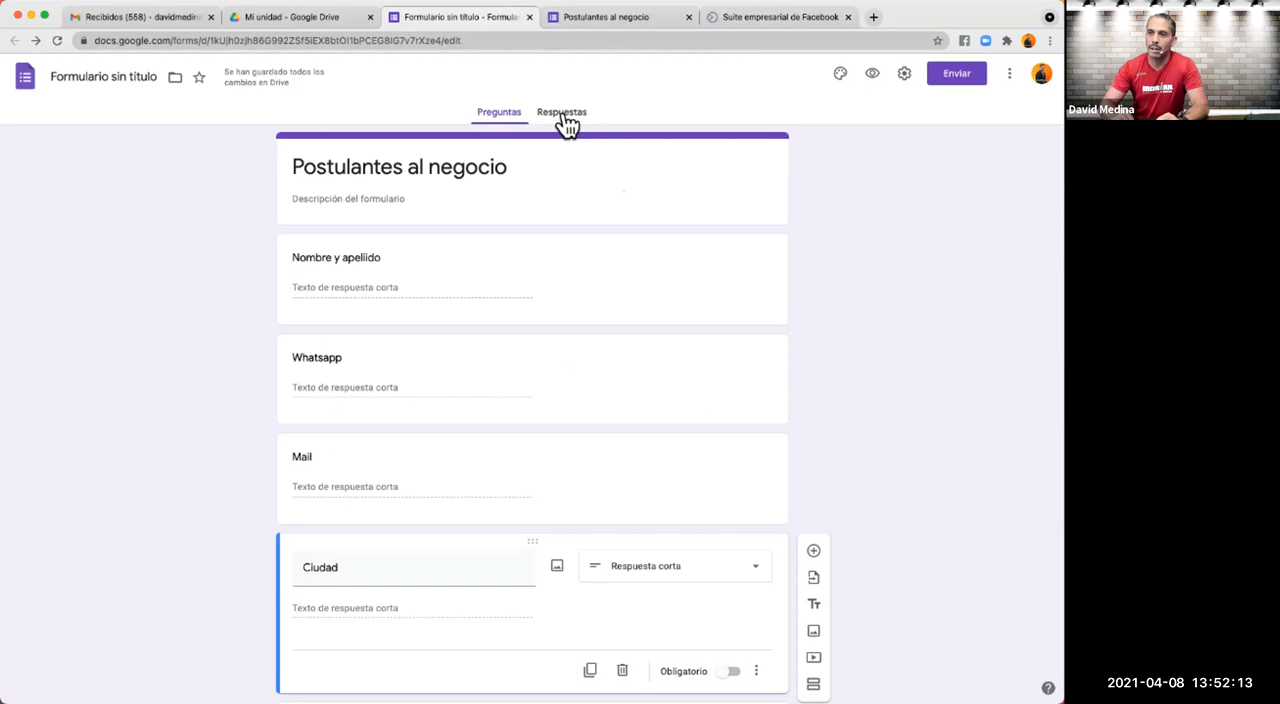 Recibidos (558) - davidmedin
Mi unidad - Google Drive
Formulario sin título - Formula
Postulantes al negocio
Suite empresarial de Facebook
docs.google.com/forms/d/1kUjh0zjh86G992ZSf5iEX8btOl1bPCEG8IG7v7rXze4/edit
Formulario sin título
Se han guardado todos los
cambios en Drive
Enviar
Preguntas
Respuestas
Postulantes al negocio
Descripción del formulario
Nombre y apeliido
Texto de respuesta corta
Whatsapp
Texto de respuesta corta
Mail
Texto de respuesta corta
Ciudad
Respuesta corta
Texto de respuesta corta
Obligatorio
David Medina
2021-04-08 13:52:13